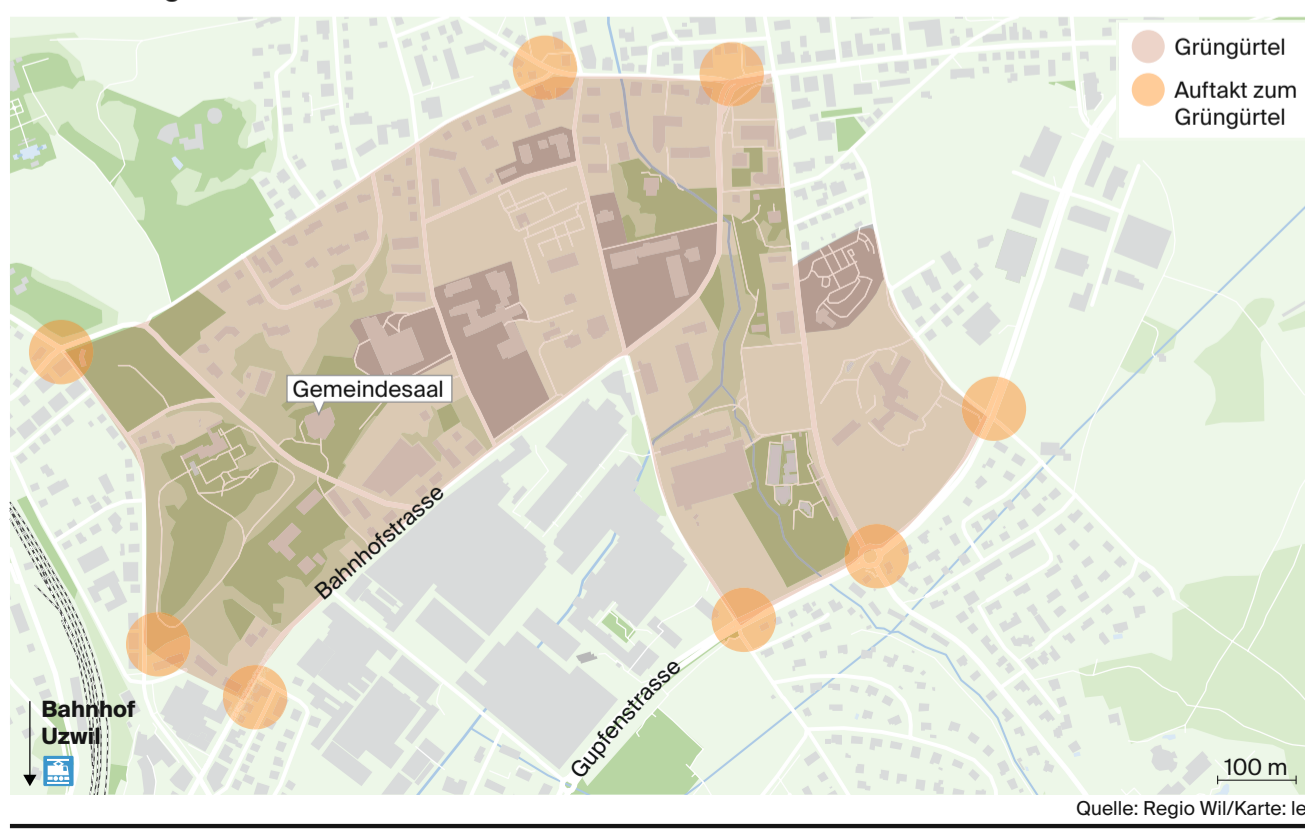 Grüngürtel
Auftakt zum
Grüngürtel
Gemeindesaal
Bahnhofstrasse
Gupfenstrasse
Bahnhof
Uzwil
100 m
Quelle: Regio Wil/Karte: le